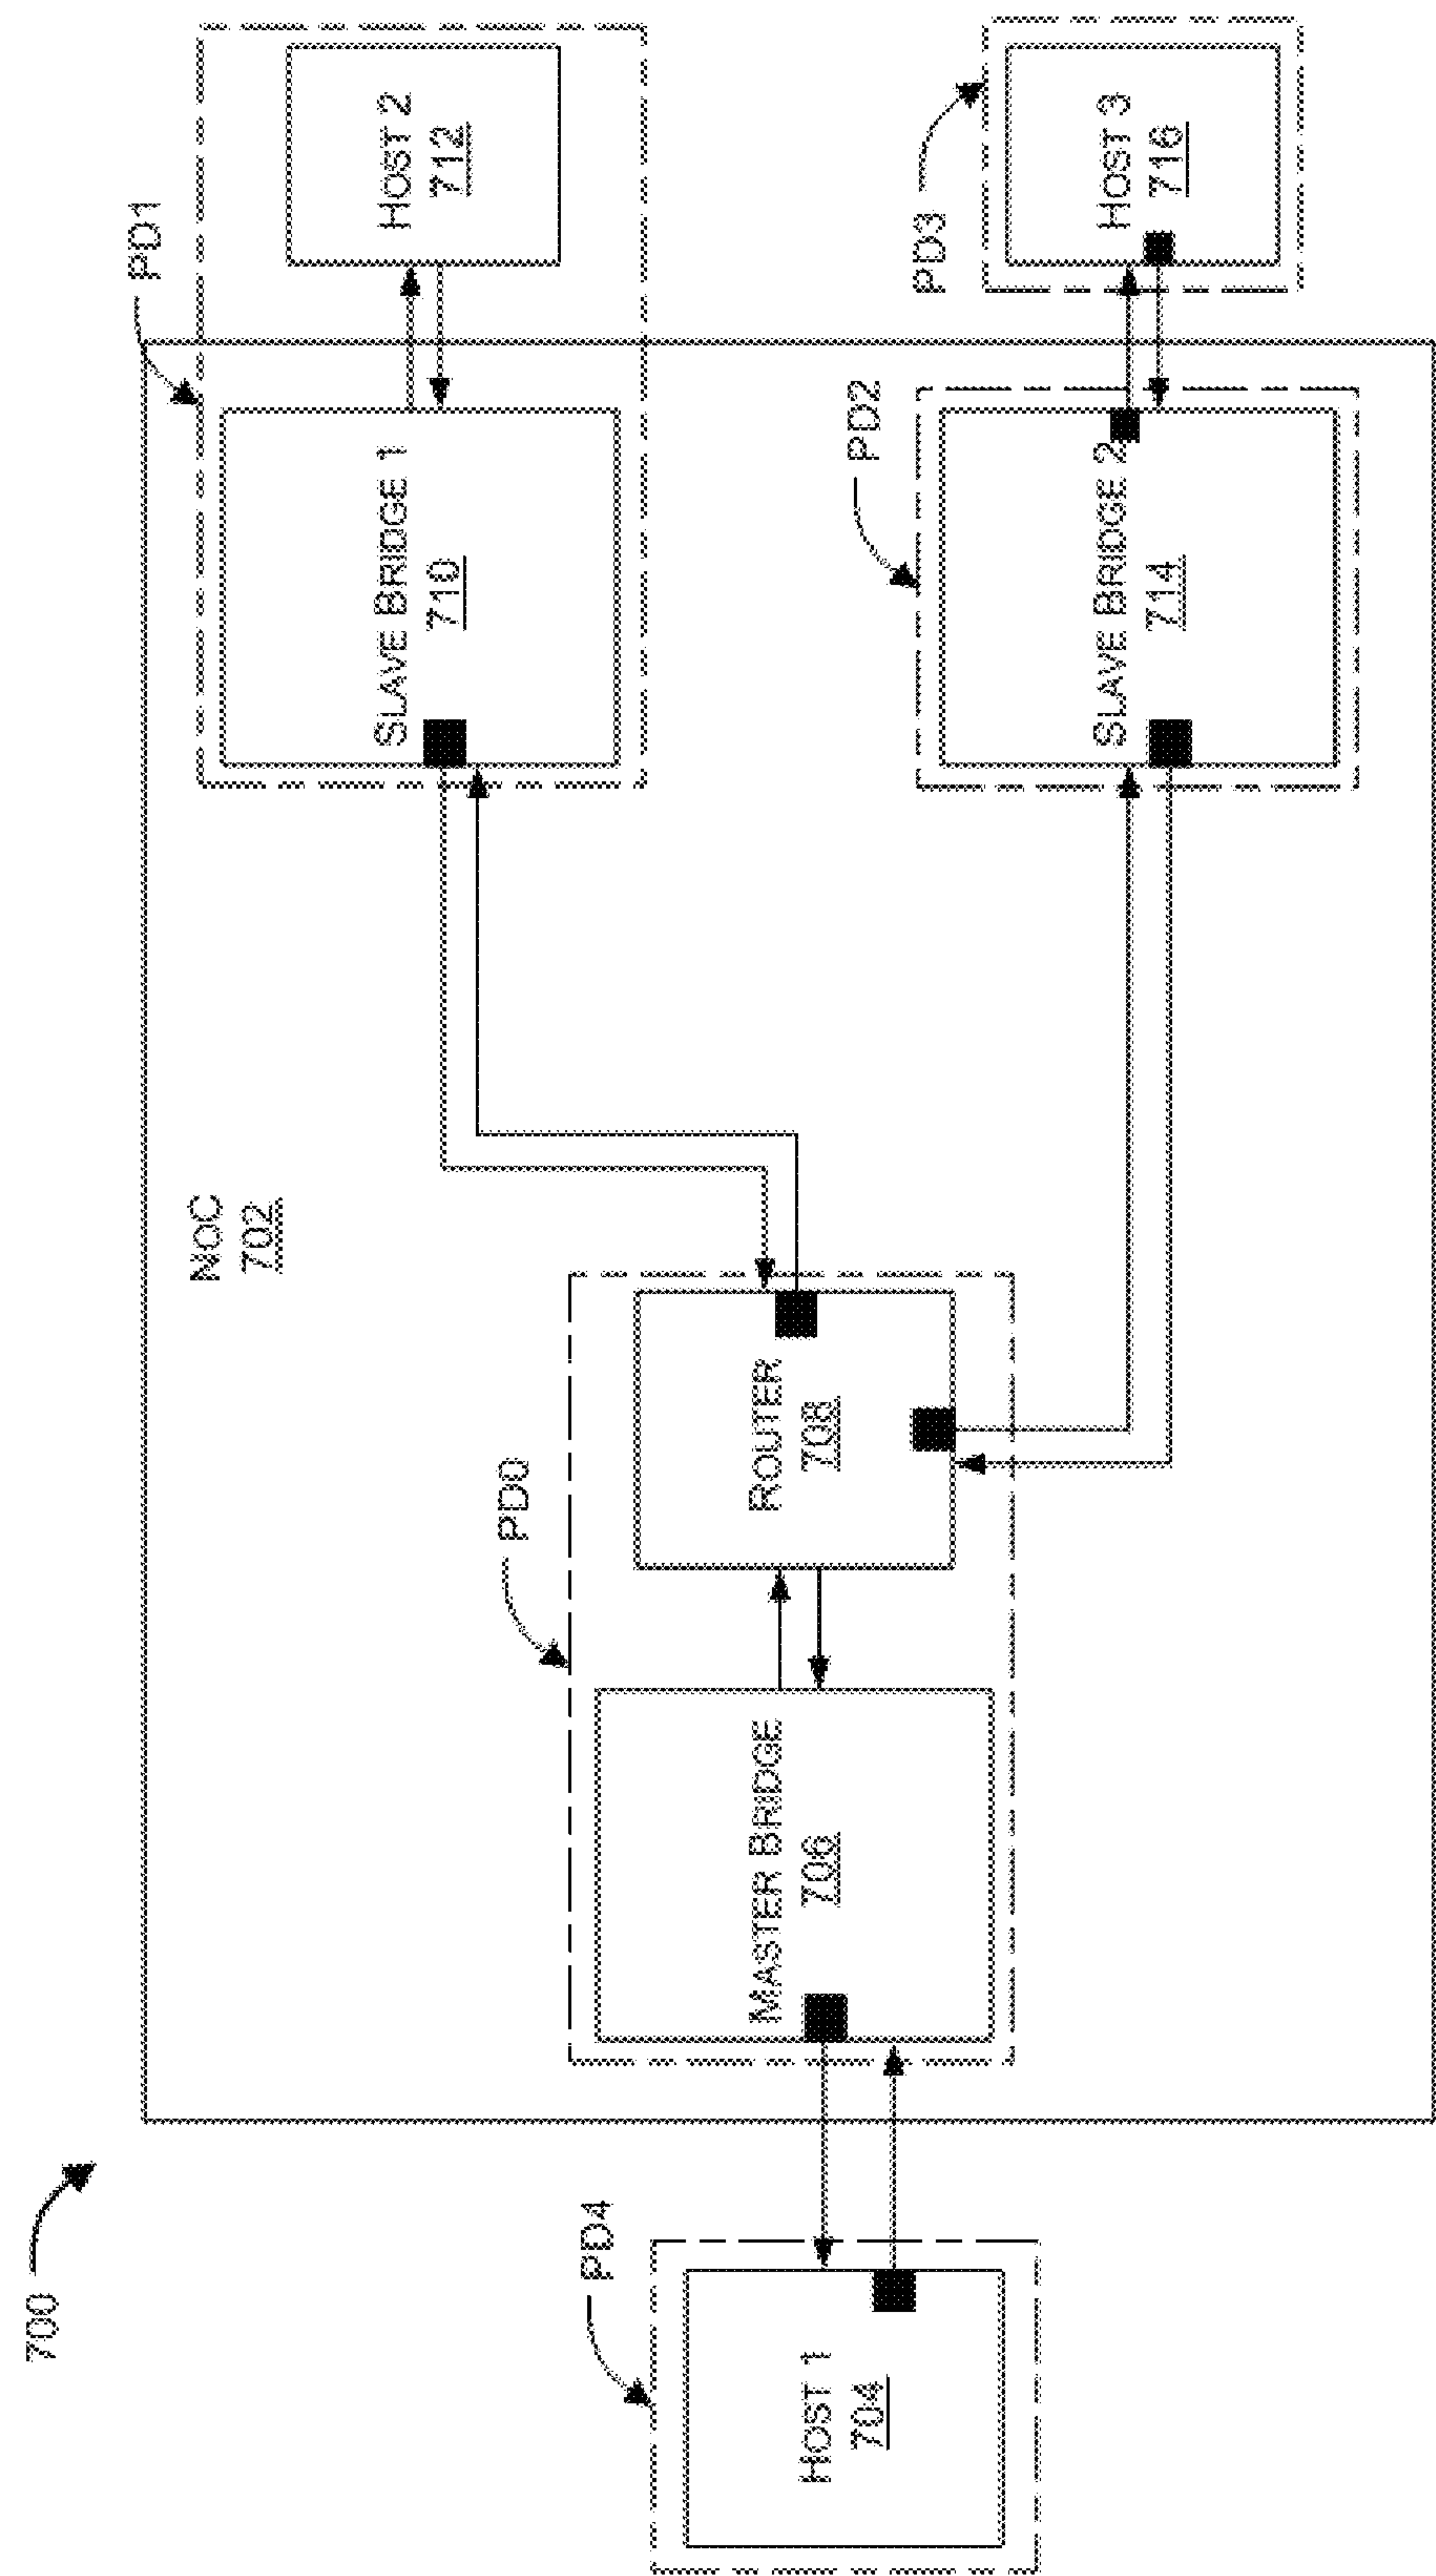 700
NOC
702
PD4
HOST 1
704
PD0
MASTER BRIDGE
706
ROUTER
708
PD1
SLAVE BRIDGE 1
710
HOST 2
712
PD2
SLAVE BRIDGE 2
714
PD3
HOST 3
716